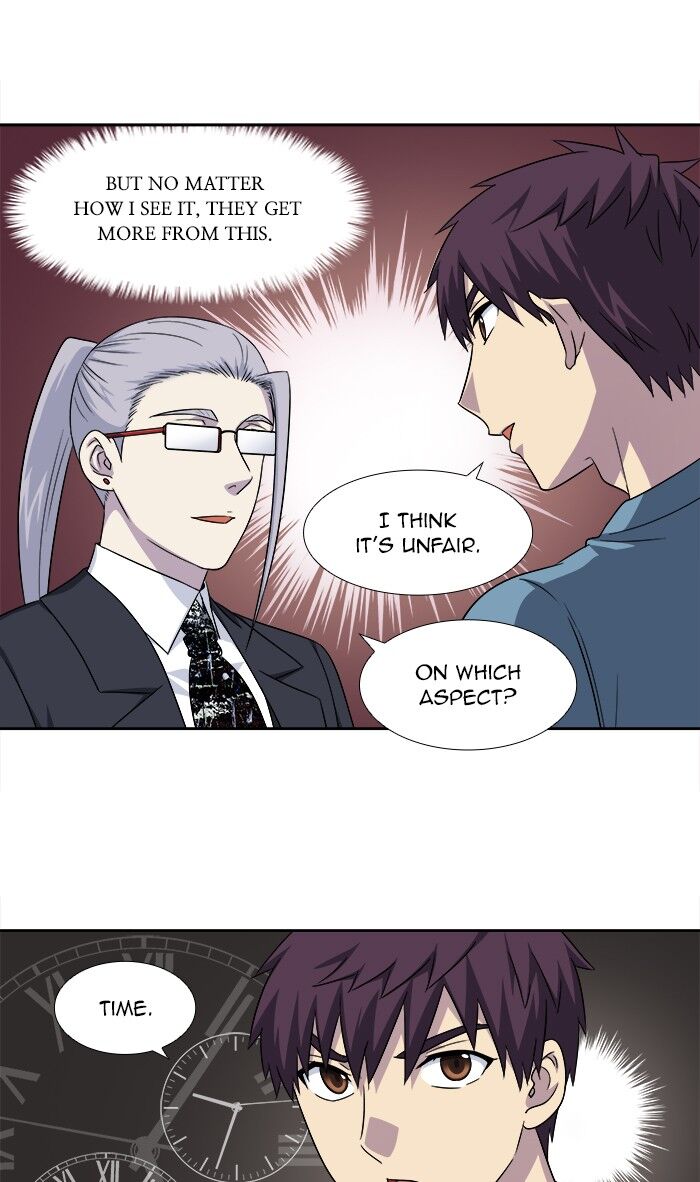 BUT NO MATTER
HOW I SEE IT, THEY GET
MORE FROM THIS.
I THINK
IT'S UNFAIR.
ON WHICH
ASPECT?
TIME.